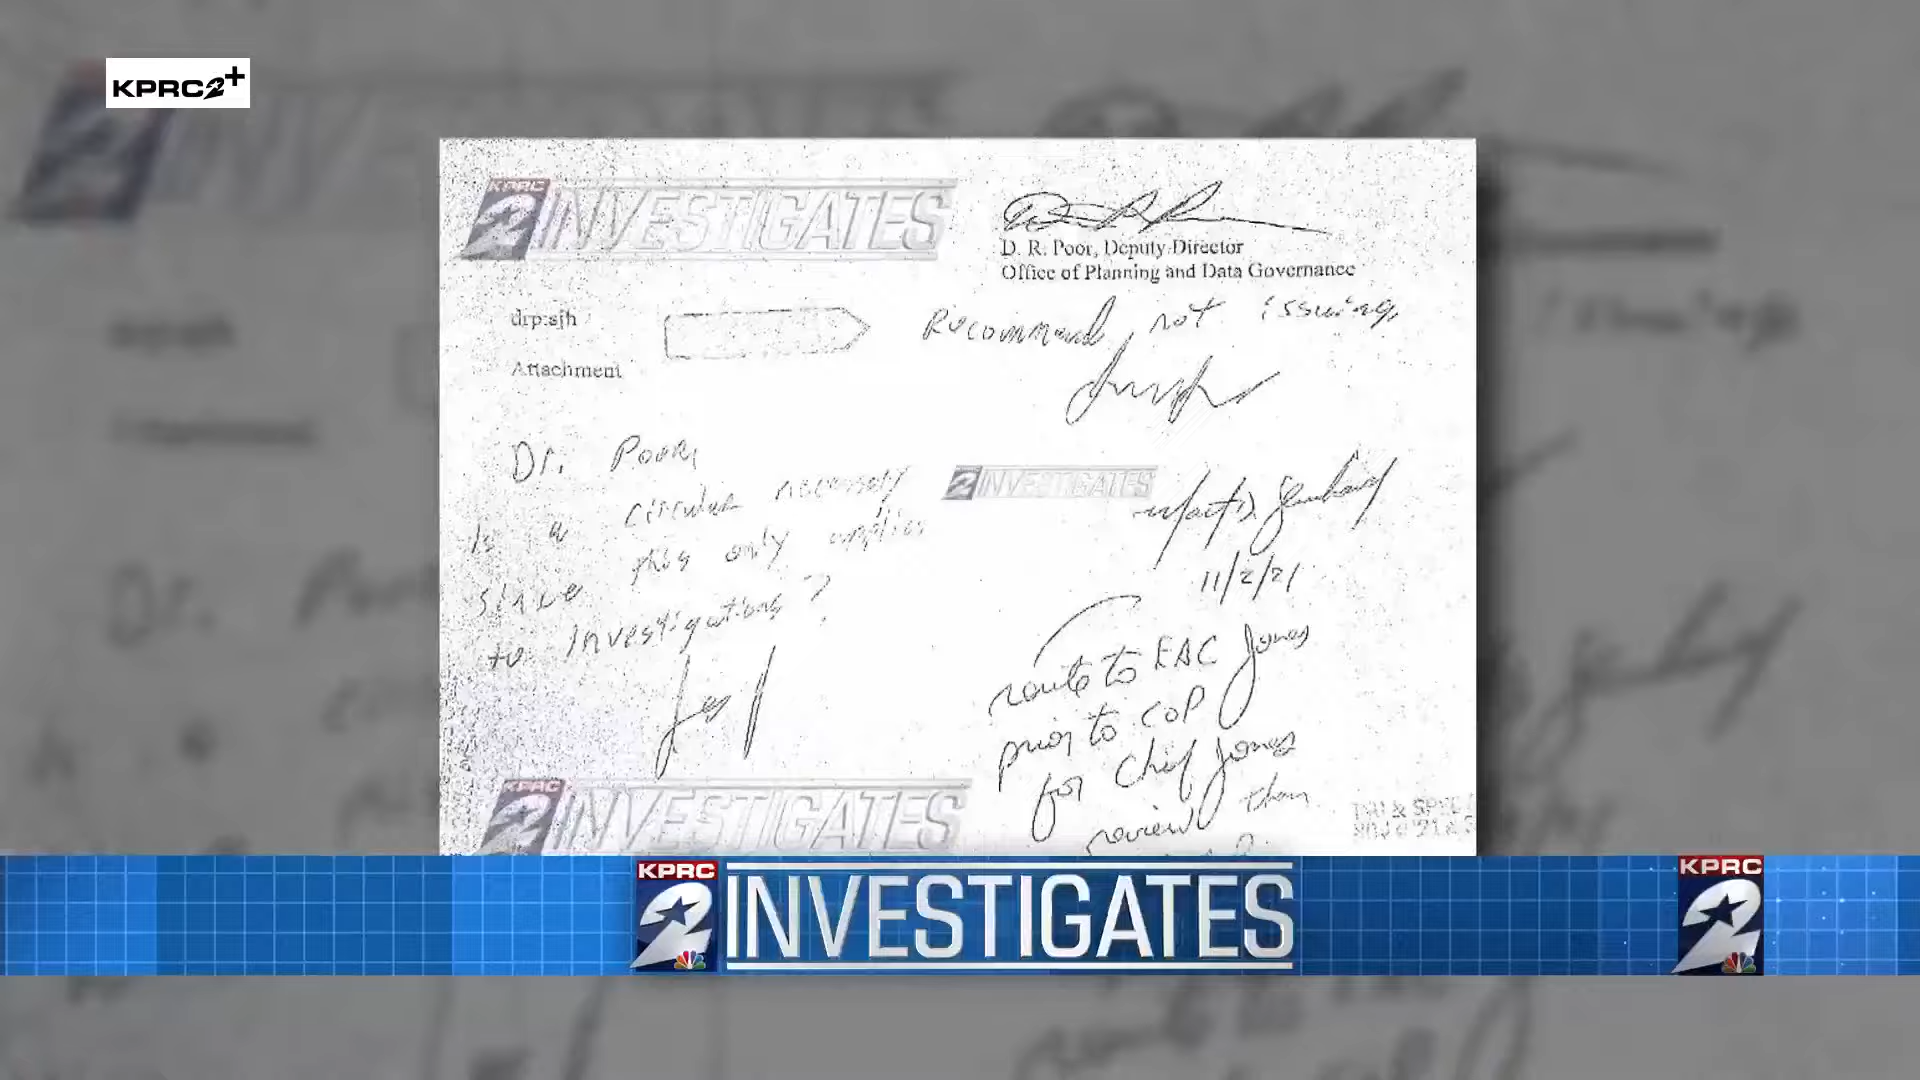 KPRC2+
KPRC
2 INVESTIGATES
D. R. Poor, Deputy Director
Office of Planning and Data Governance
drp:sjh
Attachment
Recommend not issuing.
Dr. Poor,
Is a circular necessary
since this only applies
to Investigations?
2 INVESTIGATES
11/2/21
route to EAC Jones
prior to COP
for Chief Jones
review then
KPRC
2 INVESTIGATES
KPRC
2 INVESTIGATES
KPRC
2